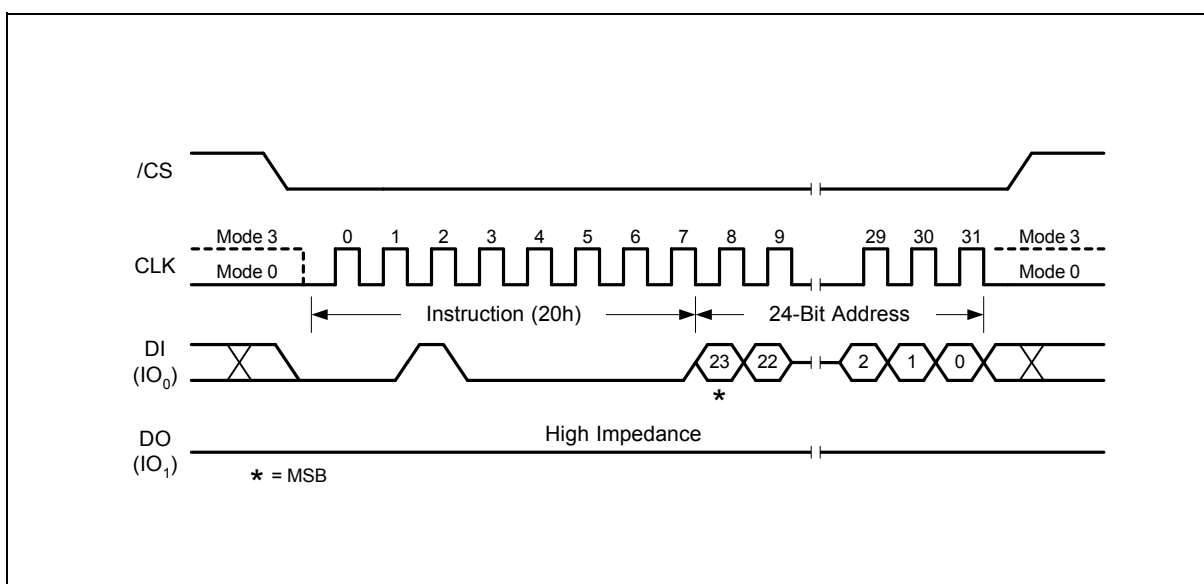 /CS
Mode 3 0 1 2 3 4 5 6 7 8 9 29 30 31 Mode 3
CLK
Mode 0 Mode 0
Instruction (20h) 24-Bit Address
DI
(IO0)
23 22 2 1 0
*
High Impedance
DO
(IO1)
* = MSB